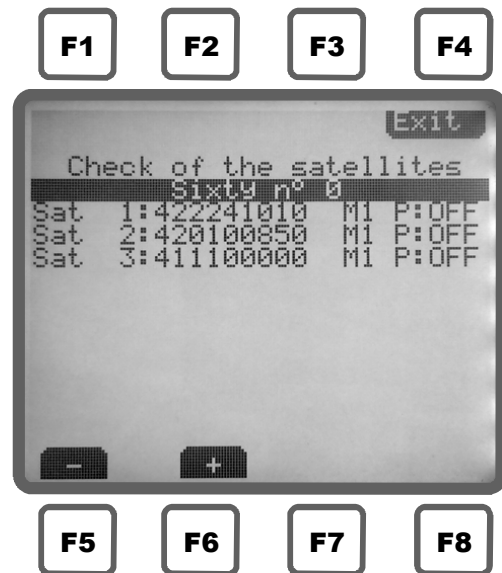 F1 F2 F3 F4
Exit
Check of the satellites
Sixty nº 0
Sat 1:422241010 M1 P:OFF
Sat 2:420100850 M1 P:OFF
Sat 3:411100000 M1 P:OFF
- +
F5 F6 F7 F8